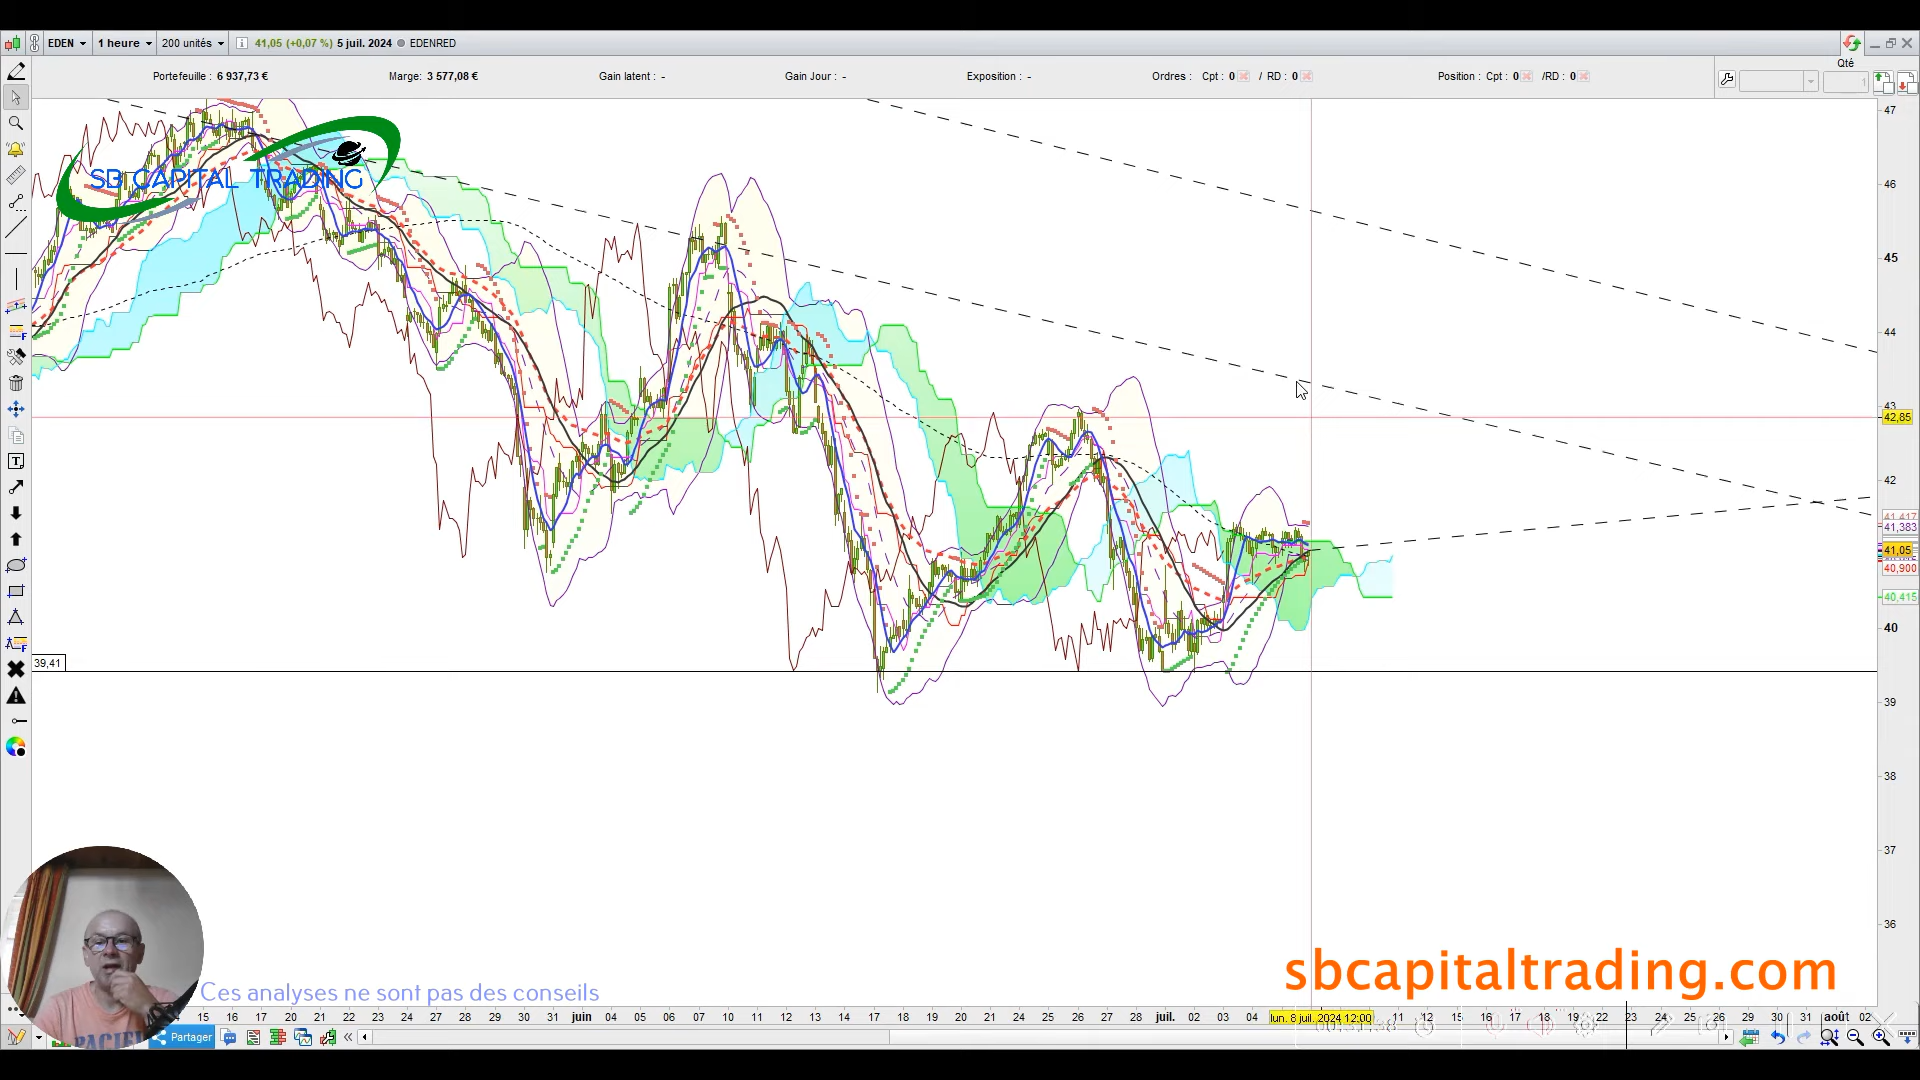 EDEN 1 heure 200 unités 41,05 (+0,07 %) 5 juil. 2024 EDENRED
Portefeuille : 6 937,73 € Marge: 3 577,08 € Gain latent : - Gain Jour : - Exposition : - Ordres : Cpt : 0 / RD : 0 Position : Cpt : 0 /RD : 0
Qté
1
SB CAPITAL TRADING
47
46
45
44
43
42,85
42
41,417
41,383
41,05
40,900
40,415
40
39,41
39
38
37
36
sbcapitaltrading.com
Ces analyses ne sont pas des conseils
15 16 17 20 21 22 23 24 27 28 29 30 31 juin 04 05 06 07 10 11 12 13 14 17 18 19 20 21 24 25 26 27 28 juil. 02 03 04 lun. 8 juil. 2024 12:00 11 12 15 16 17 18 19 22 23 24 25 26 29 30 31 août 02
Partager